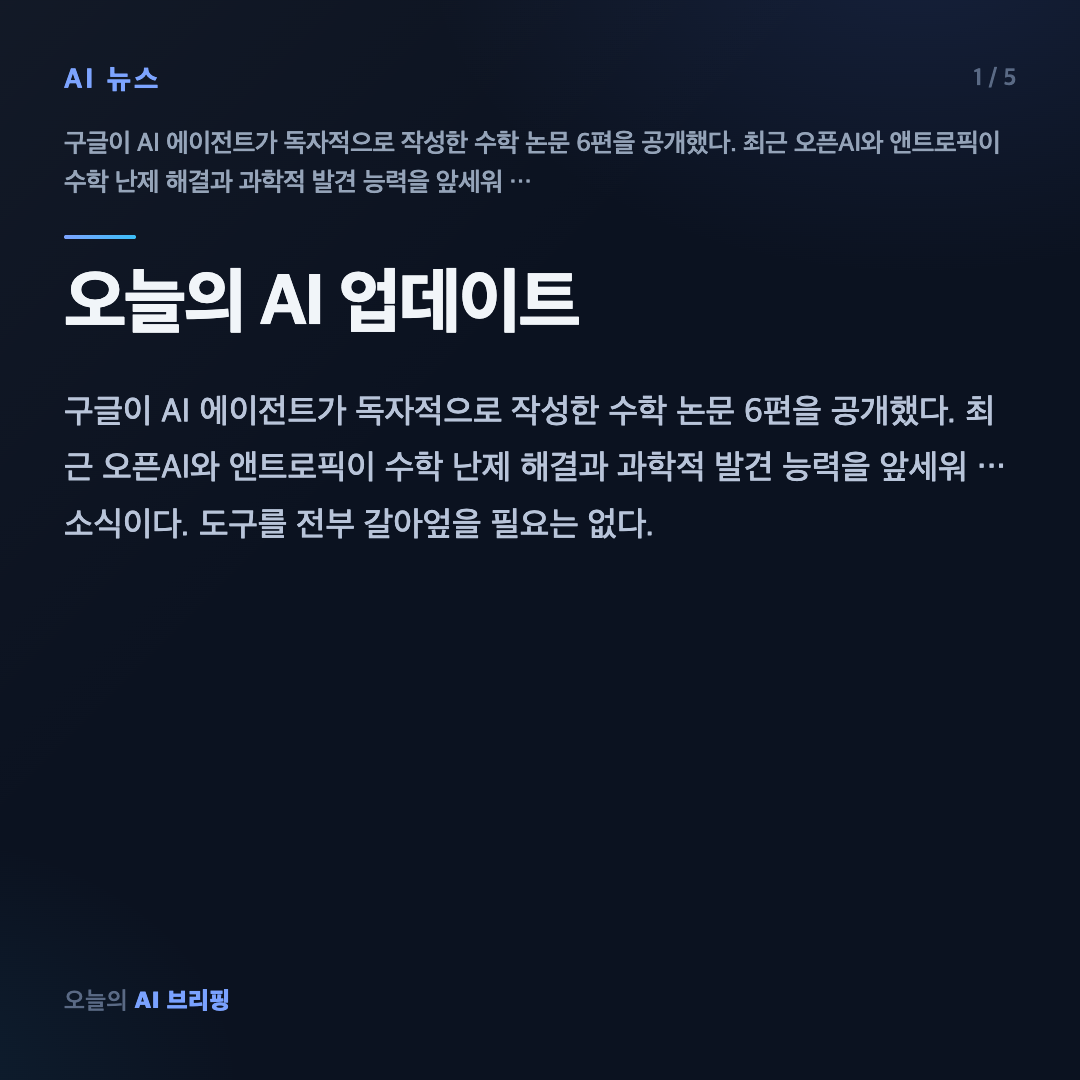 AI 뉴스
1 / 5
구글이 AI 에이전트가 독자적으로 작성한 수학 논문 6편을 공개했다. 최근 오픈AI와 앤트로픽이
수학 난제 해결과 과학적 발견 능력을 앞세워 …
오늘의 AI 업데이트
구글이 AI 에이전트가 독자적으로 작성한 수학 논문 6편을 공개했다. 최
근 오픈AI와 앤트로픽이 수학 난제 해결과 과학적 발견 능력을 앞세워 …
소식이다. 도구를 전부 갈아엎을 필요는 없다.
오늘의 AI 브리핑